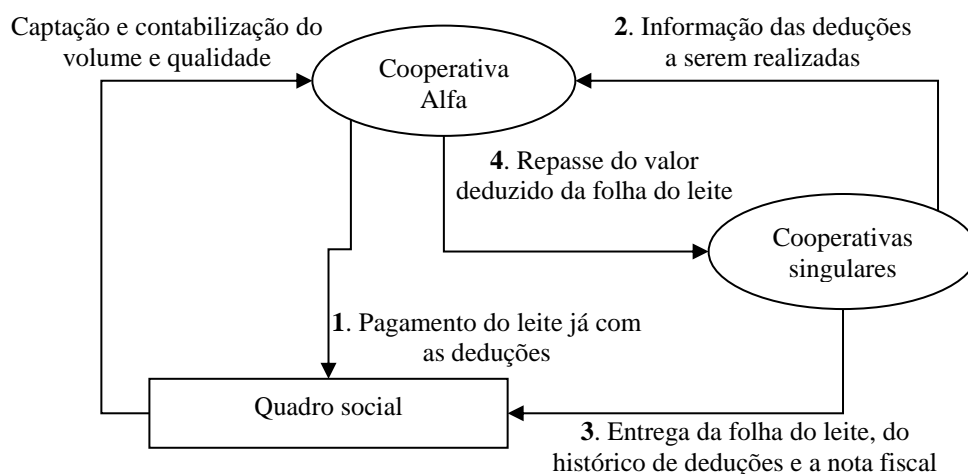 Captação e contabilização do
volume e qualidade
2. Informação das deduções
a serem realizadas
Cooperativa
Alfa
4. Repasse do valor
deduzido da folha do leite
Cooperativas
singulares
1. Pagamento do leite já com
as deduções
Quadro social
3. Entrega da folha do leite, do
histórico de deduções e a nota fiscal